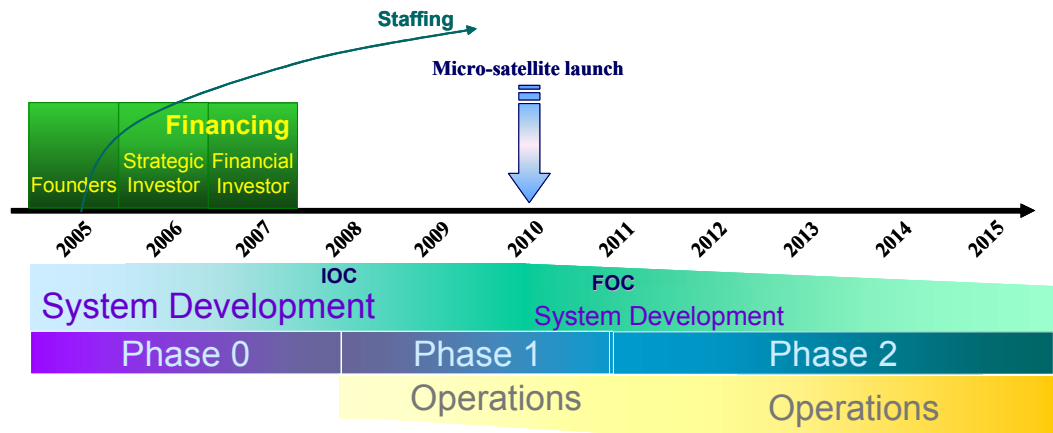 Staffing
Micro-satellite launch
Financing
Founders
Strategic
Investor
Financial
Investor
2005
2006
2007
2008
2009
2010
2011
2012
2013
2014
2015
IOC
FOC
System Development
System Development
Phase 0
Phase 1
Phase 2
Operations
Operations